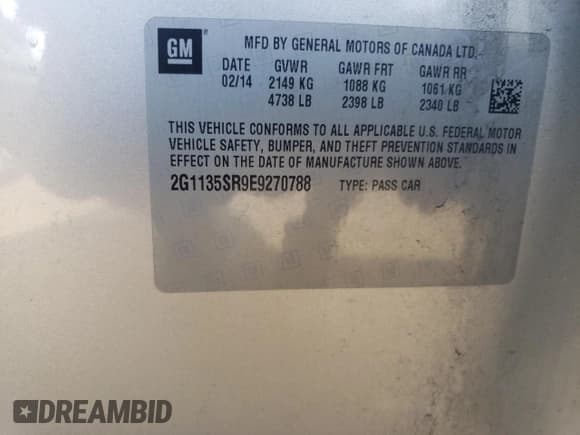 GM ®
MFD BY GENERAL MOTORS OF CANADA LTD.
DATE GVWR GAWR FRT GAWR RR
02/14 2149 KG 1088 KG 1061 KG
4738 LB 2398 LB 2340 LB
THIS VEHICLE CONFORMS TO ALL APPLICABLE U.S. FEDERAL MOTOR
VEHICLE SAFETY, BUMPER, AND THEFT PREVENTION STANDARDS IN
EFFECT ON THE DATE OF MANUFACTURE SHOWN ABOVE.
2G1135SR9E9270788 TYPE: PASS CAR
DREAMBID